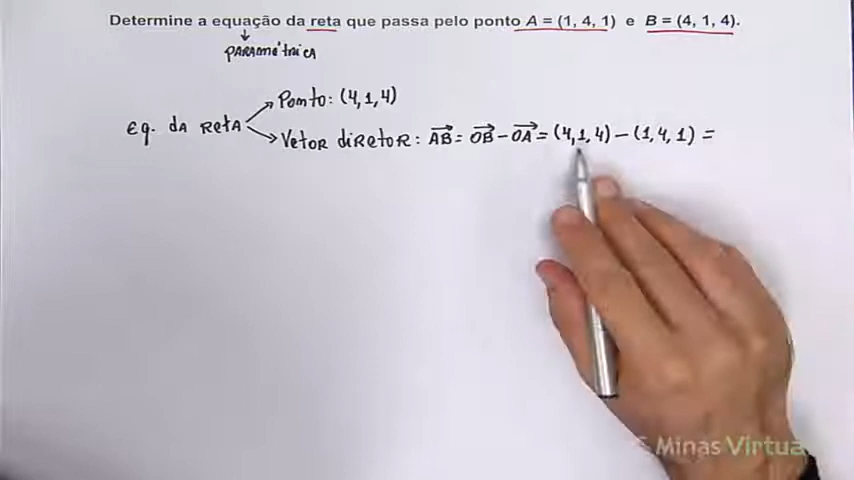 Determine a equação da reta que passa pelo ponto A = (1, 4, 1) e B = (4, 1, 4).
↓
PARAMÉTRICA
Ponto: (4,1,4)
Eq. DA RETA
Vetor diRetoR: AB = OB - OA = (4,1,4) - (1,4,1) =
Minas Virtua